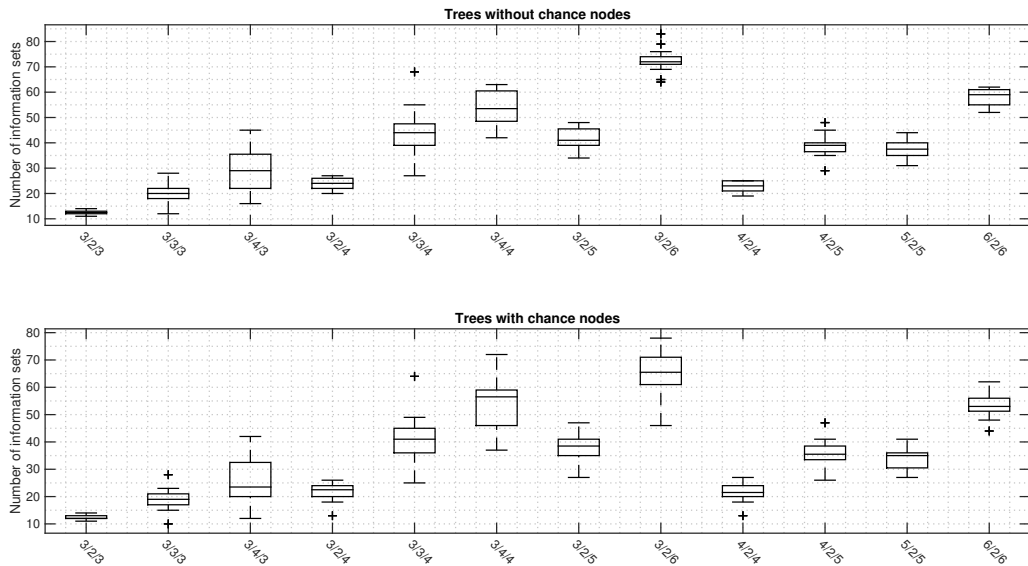 Trees without chance nodes
Number of information sets
80
70
60
50
40
30
20
10
3/2/3 3/3/3 3/4/3 3/2/4 3/3/4 3/4/4 3/2/5 3/2/6 4/2/4 4/2/5 5/2/5 6/2/6
Trees with chance nodes
Number of information sets
80
70
60
50
40
30
20
10
3/2/3 3/3/3 3/4/3 3/2/4 3/3/4 3/4/4 3/2/5 3/2/6 4/2/4 4/2/5 5/2/5 6/2/6